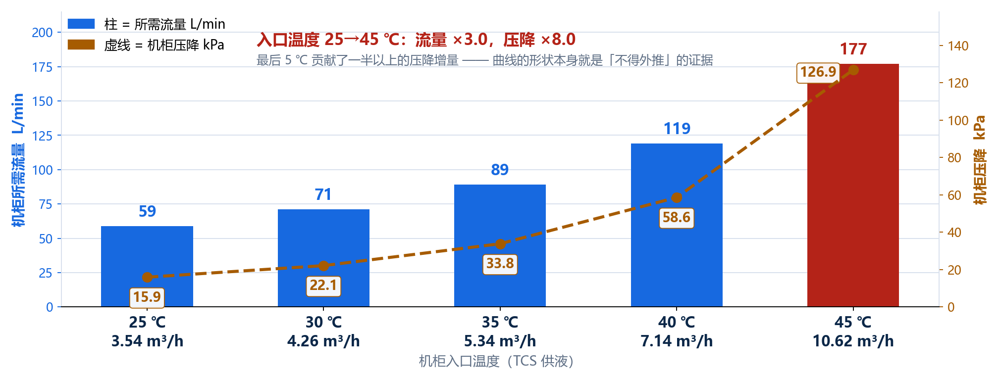 柱 = 所需流量 L/min
虚线 = 机柜压降 kPa
入口温度 25→45 ℃：流量 ×3.0，压降 ×8.0
最后 5 ℃ 贡献了一半以上的压降增量 —— 曲线的形状本身就是「不得外推」的证据
机柜所需流量 L/min
200
175
150
125
100
75
50
25
0
59
71
89
119
177
15.9
22.1
33.8
58.6
126.9
140
120
100
80
60
40
20
0
机柜压降 kPa
25 ℃
3.54 m³/h
30 ℃
4.26 m³/h
35 ℃
5.34 m³/h
40 ℃
7.14 m³/h
45 ℃
10.62 m³/h
机柜入口温度（TCS 供液）